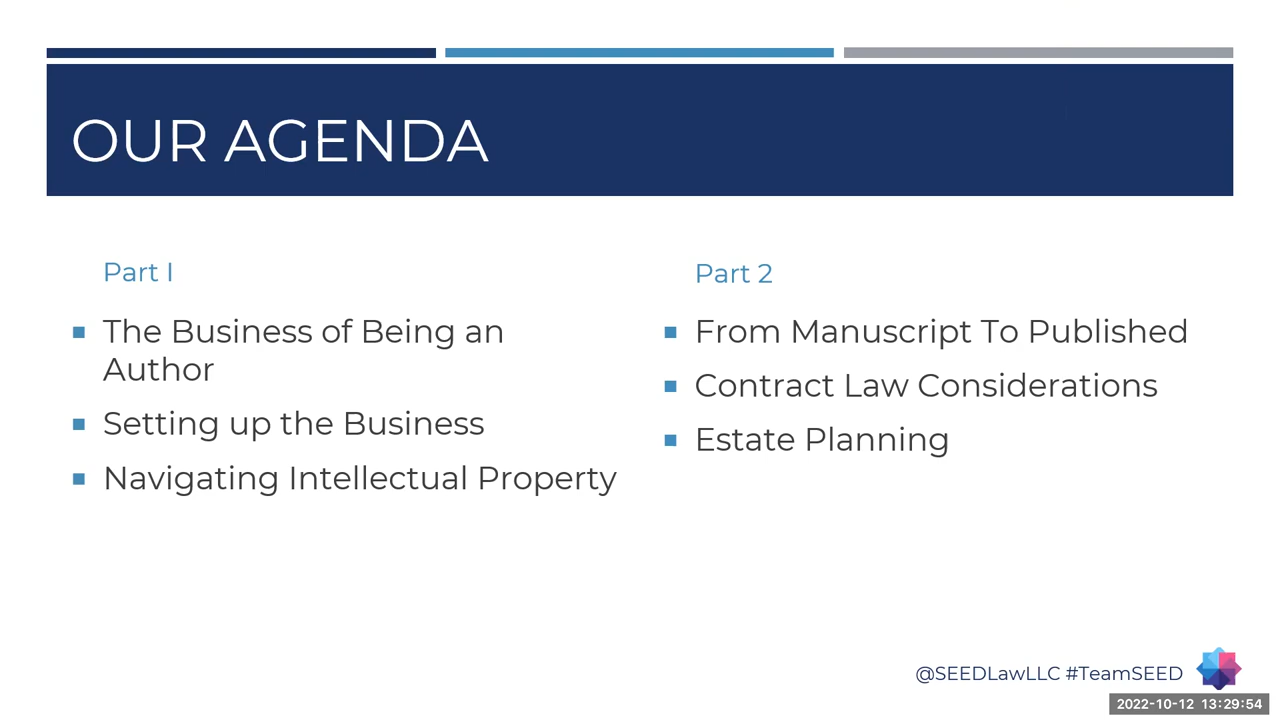 OUR AGENDA
Part I
The Business of Being an
Author
Setting up the Business
Navigating Intellectual Property
Part 2
From Manuscript To Published
Contract Law Considerations
Estate Planning
@SEEDLawLLC #TeamSEED
2022-10-12 13:29:54